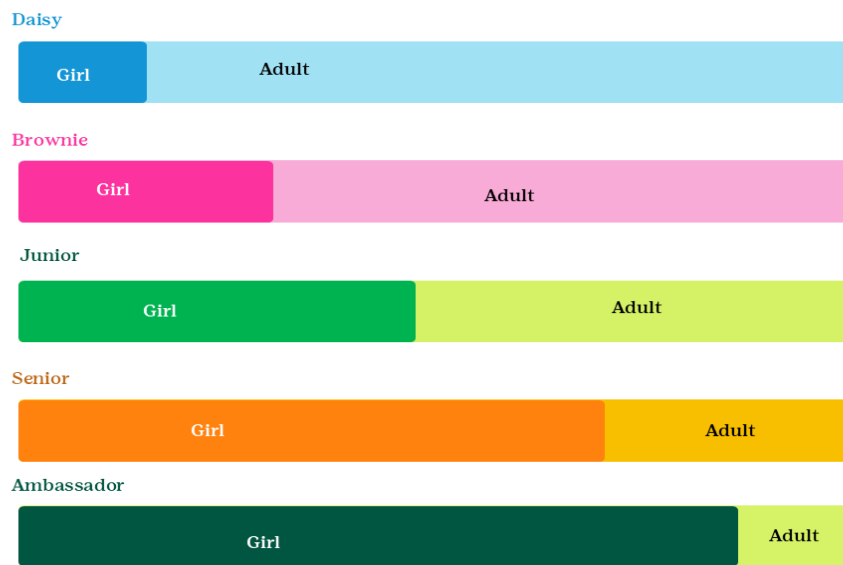 Daisy
Girl Adult
Brownie
Girl Adult
Junior
Girl Adult
Senior
Girl Adult
Ambassador
Girl Adult